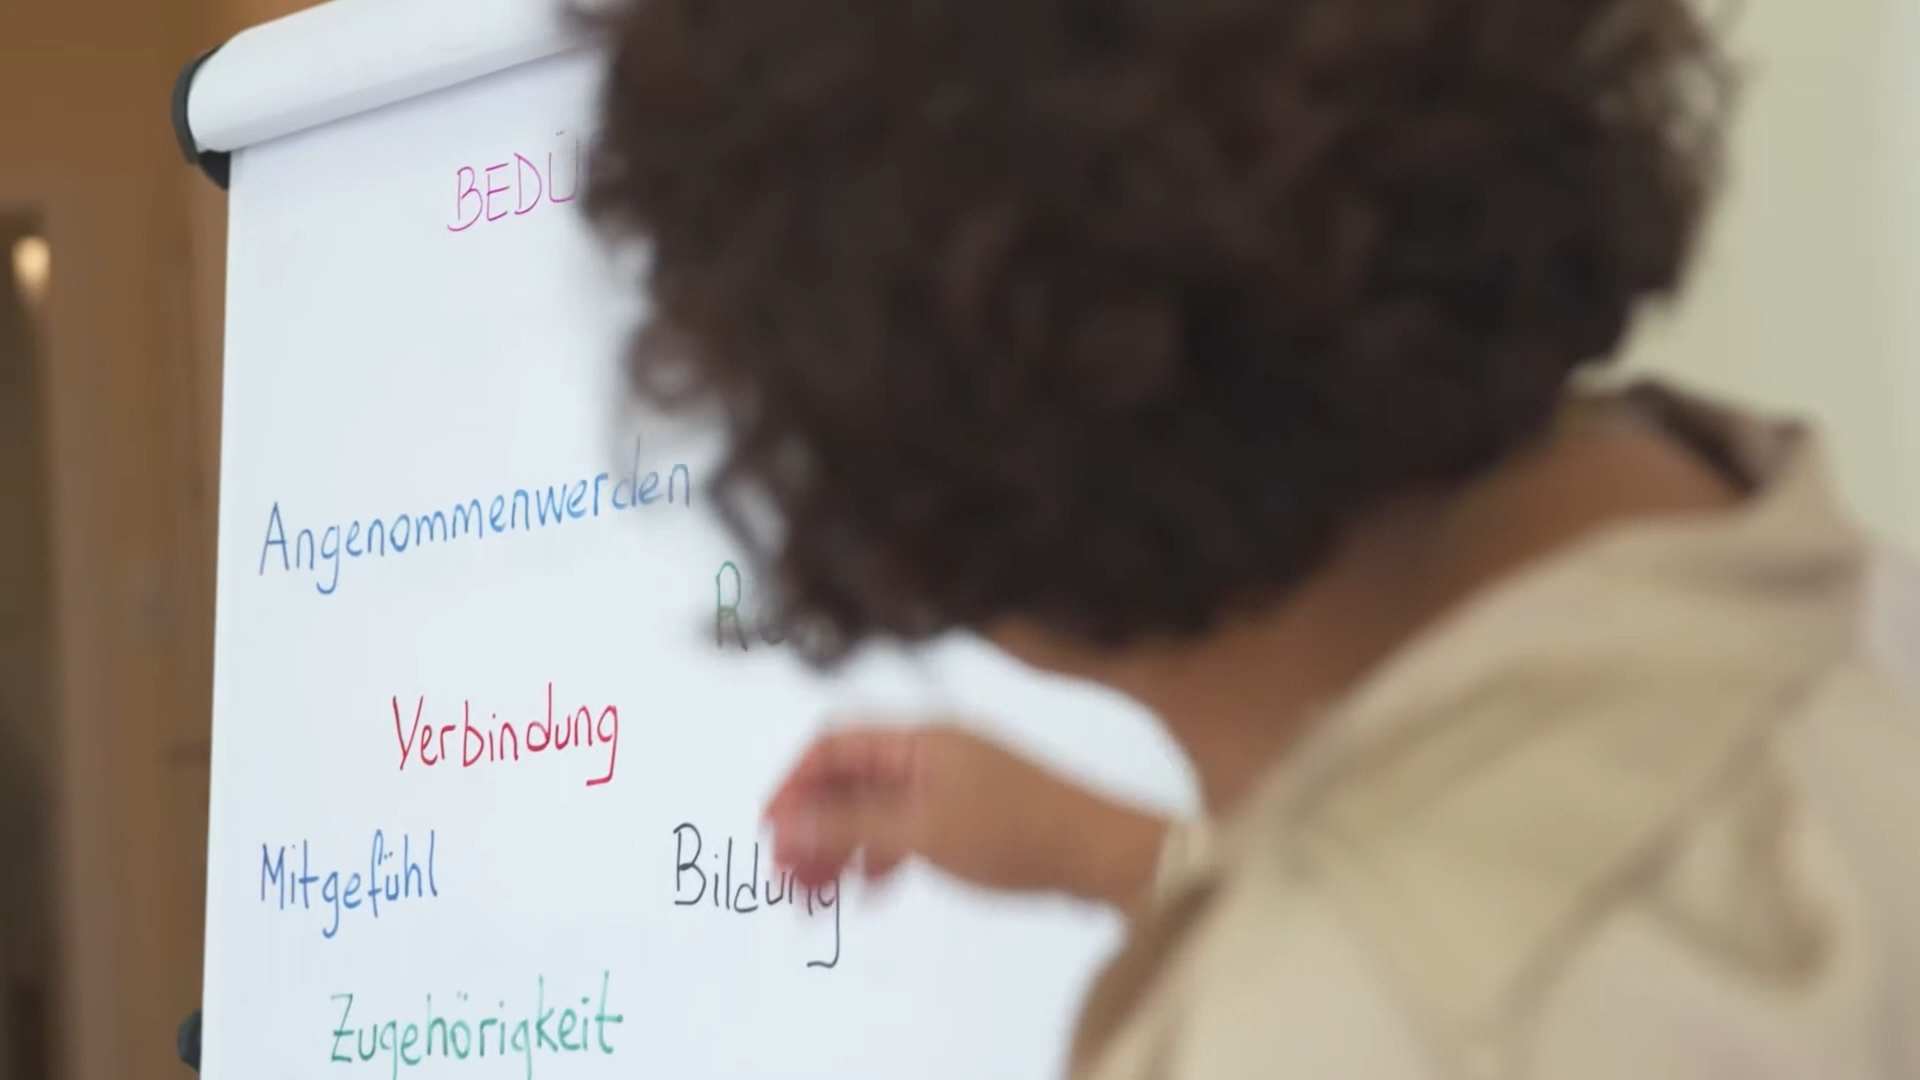 BEDÜ
Angenommenwerden
Verbindung
Mitgefühl
Bildung
Zugehörigkeit